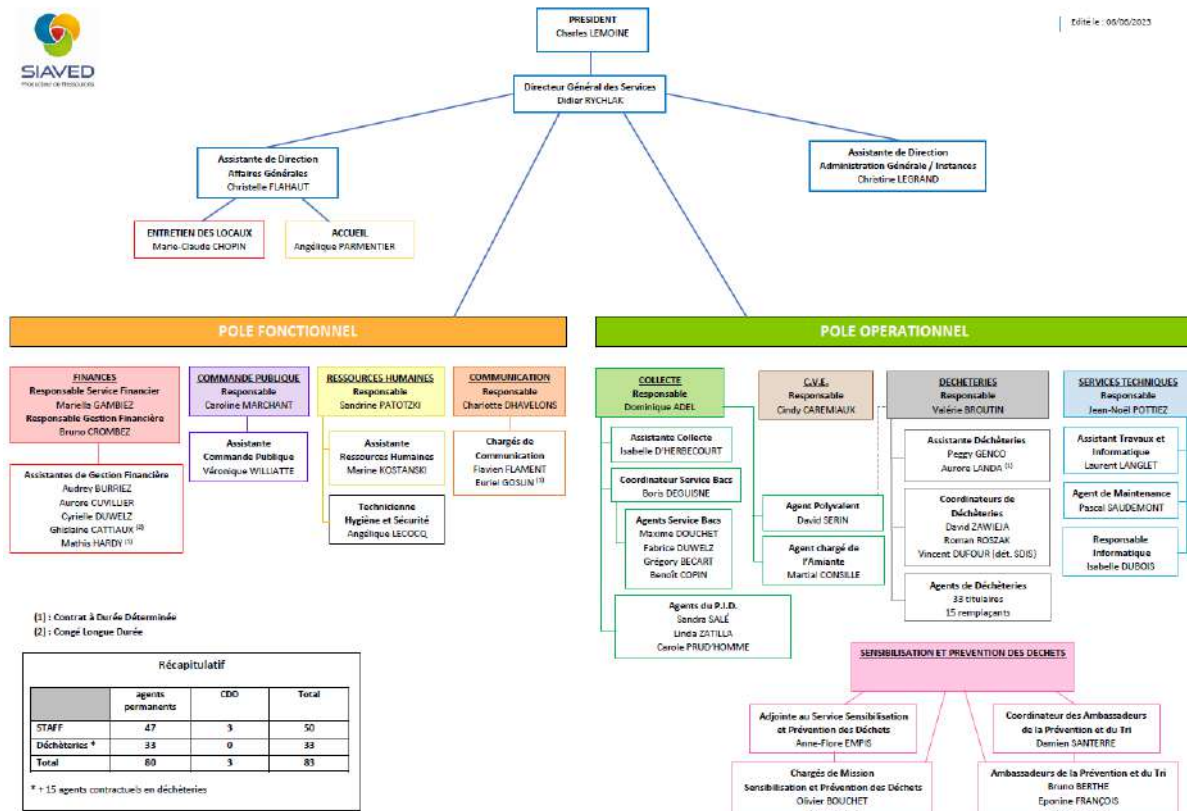 PRESIDENT
Charles LEMOINE
Edité le : 06/06/2023
SIAVED
Producteur de Ressources
Directeur Général des Services
Didier RYCHLAK
Assistante de Direction
Affaires Générales
Christelle FLAHAUT
Assistante de Direction
Administration Générale / Instances
Christine LEGRAND
ENTRETIEN DES LOCAUX
Marie-Claude CHOPIN
ACCUEIL
Angélique PARMENTIER
POLE FONCTIONNEL
FINANCES
Responsable Service Financier
Mariella GAMBIEZ
Responsable Gestion Financière
Bruno CROMBEZ
Assistantes de Gestion Financière
Audrey BURRIEZ
Aurore CUVILLIER
Cyrielle DUWELZ
Ghislaine CATTIAUX (2)
Mathis HARDY (1)
COMMANDE PUBLIQUE
Responsable
Caroline MARCHANT
Assistante
Commande Publique
Véronique WILLIATTE
RESSOURCES HUMAINES
Responsable
Sandrine PATOTZKI
Assistante
Ressources Humaines
Marine KOSTANSKI
Technicienne
Hygiène et Sécurité
Angélique LECOCQ
COMMUNICATION
Responsable
Charlotte DHAVELONS
Chargés de
Communication
Flavien FLAMENT
Euriel GOSUN (1)
POLE OPERATIONNEL
COLLECTE
Responsable
Dominique ADEL
Assistante Collecte
Isabelle D'HERBECOURT
Coordinateur Service Bacs
Boris DEGUISNE
Agents Service Bacs
Maxime DOUCHET
Fabrice DUWELZ
Grégory BECART
Benoît COPIN
Agents du P.I.D.
Sandra SALÉ
Linda ZATILLA
Carole PRUD'HOMME
C.V.E.
Responsable
Cindy CAREMIAUX
Agent Polyvalent
David SERIN
Agent chargé de
l'Amiante
Martial CONSILLE
DECHETERIES
Responsable
Valérie BROUTIN
Assistante Déchèteries
Peggy GENCO
Aurore LANDA (1)
Coordinateurs de
Déchèteries
David ZAWIEJA
Roman ROSZAK
Vincent DUFOUR (dét. SDIS)
Agents de Déchèteries
33 titulaires
15 remplaçants
SERVICES TECHNIQUES
Responsable
Jean-Noël POTTIEZ
Assistant Travaux et
Informatique
Laurent LANGLET
Agent de Maintenance
Pascal SAUDEMONT
Responsable
Informatique
Isabelle DUBOIS
SENSIBILISATION ET PREVENTION DES DECHETS
Adjointe au Service Sensibilisation
et Prévention des Déchets
Anne-Flore EMPIS
Chargés de Mission
Sensibilisation et Prévention des Déchets
Olivier BOUCHET
Coordinateur des Ambassadeurs
de la Prévention et du Tri
Damien SANTERRE
Ambassadeurs de la Prévention et du Tri
Bruno BERTHE
Eponine FRANÇOIS
(1) : Contrat à Durée Déterminée
(2) : Congé Longue Durée
Récapitulatif
agents permanents CDD Total
STAFF 47 3 50
Déchèteries * 33 0 33
Total 80 3 83
* + 15 agents contractuels en déchèteries